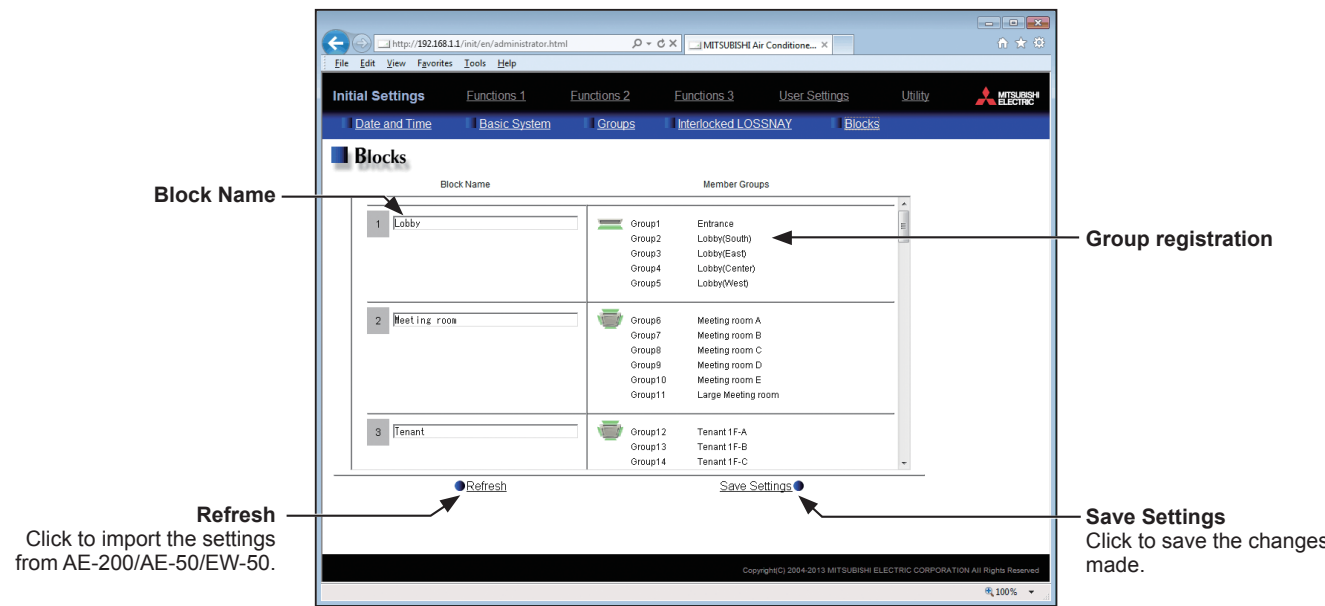 http://192.168.1.1/init/en/administrator.html
MITSUBISHI Air Conditione...
File Edit View Favorites Tools Help
Initial Settings Functions 1 Functions 2 Functions 3 User Settings Utility MITSUBISHI ELECTRIC
Date and Time Basic System Groups Interlocked LOSSNAY Blocks
Blocks
Block Name Member Groups
Block Name
1 Lobby Group1 Entrance
Group2 Lobby(South)
Group registration
Group3 Lobby(East)
Group4 Lobby(Center)
Group5 Lobby(West)
2 Meeting room Group6 Meeting room A
Group7 Meeting room B
Group8 Meeting room C
Group9 Meeting room D
Group10 Meeting room E
Group11 Large Meeting room
3 Tenant Group12 Tenant 1F-A
Group13 Tenant 1F-B
Group14 Tenant 1F-C
Refresh Save Settings
Refresh
Click to import the settings
from AE-200/AE-50/EW-50.
Save Settings
Click to save the changes
made.
Copyright(C) 2004-2013 MITSUBISHI ELECTRIC CORPORATION All Rights Reserved
100%